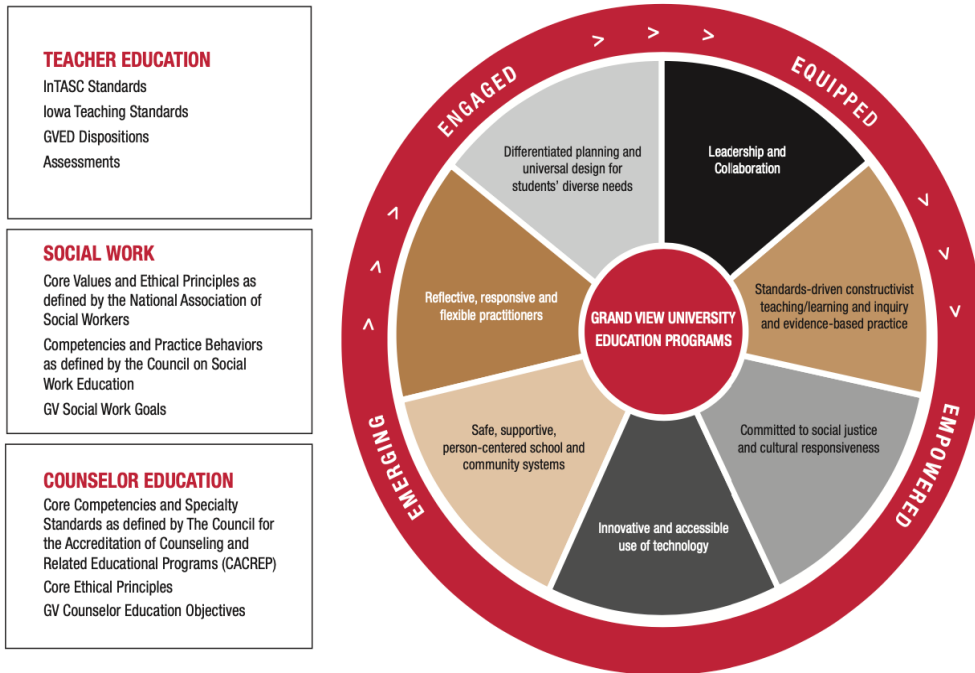 TEACHER EDUCATION
InTASC Standards
Iowa Teaching Standards
GVED Dispositions
Assessments
SOCIAL WORK
Core Values and Ethical Principles as
defined by the National Association of
Social Workers
Competencies and Practice Behaviors
as defined by the Council on Social
Work Education
GV Social Work Goals
COUNSELOR EDUCATION
Core Competencies and Specialty
Standards as defined by The Council for
the Accreditation of Counseling and
Related Educational Programs (CACREP)
Core Ethical Principles
GV Counselor Education Objectives
EMERGING
> > >
ENGAGED
> > >
EQUIPPED
> > >
EMPOWERED
Differentiated planning and
universal design for
students’ diverse needs
Leadership and
Collaboration
Standards-driven constructivist
teaching/learning and inquiry
and evidence-based practice
Committed to social justice
and cultural responsiveness
Innovative and accessible
use of technology
Safe, supportive,
person-centered school and
community systems
Reflective, responsive and
flexible practitioners
GRAND VIEW UNIVERSITY
EDUCATION PROGRAMS